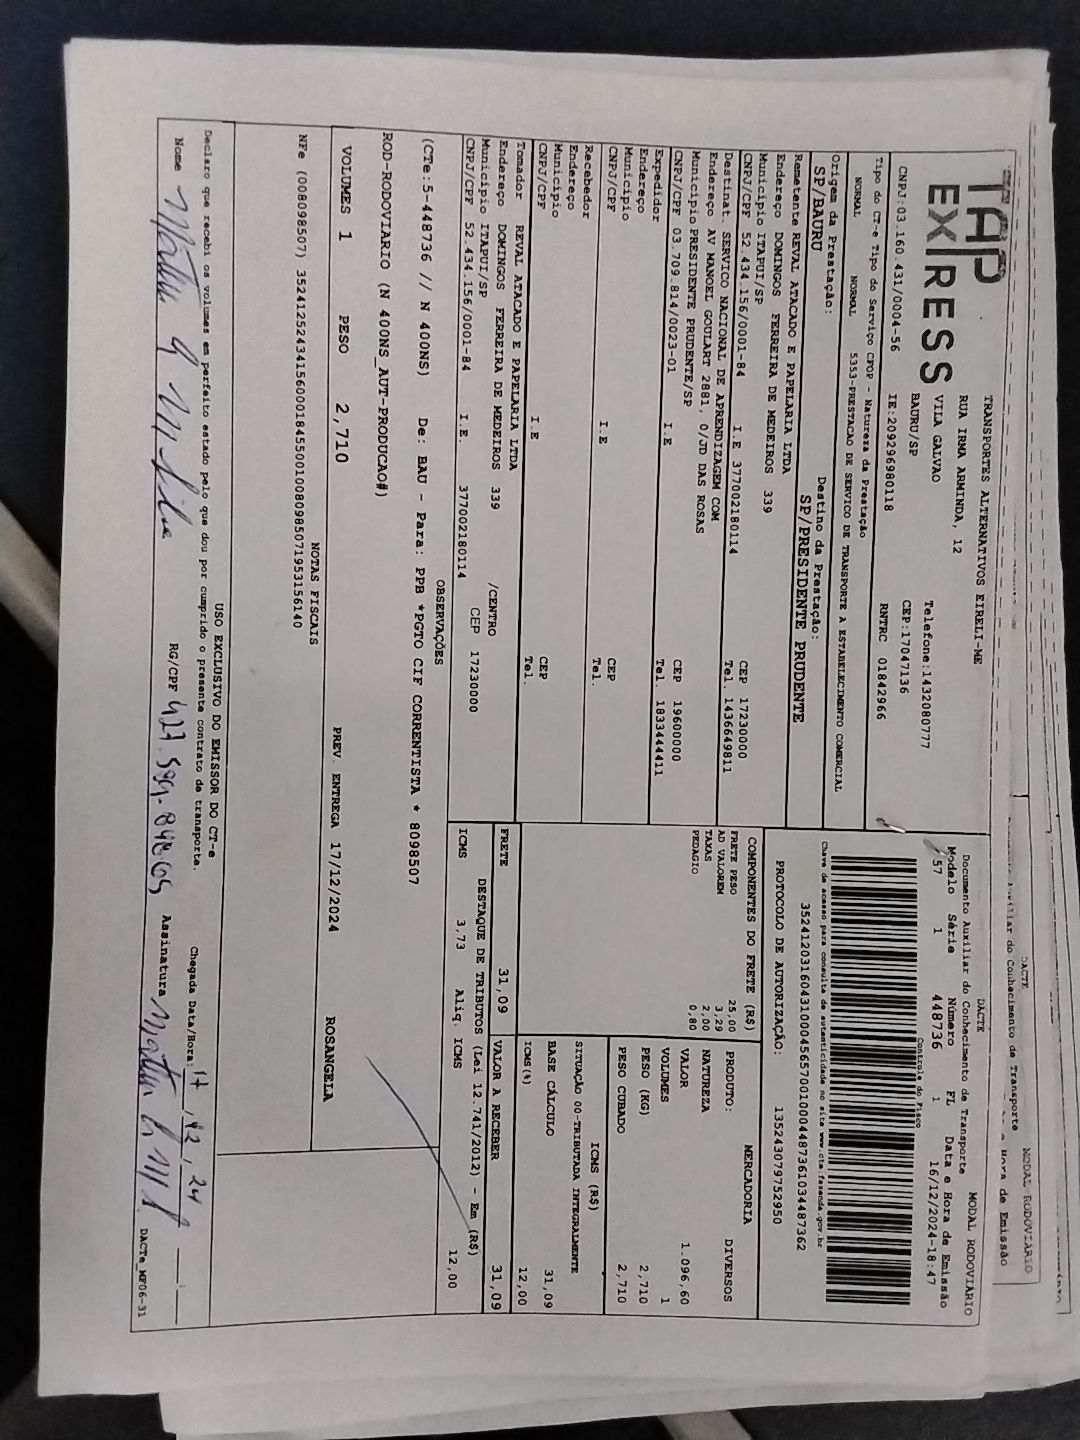 TAP
EXPRESS
TRANSPORTES ALTERNATIVOS EIRELI-ME
RUA IRMA ARMINDA, 12
VILA GALVAO
Telefone:1432080777
BAURU/SP
CEP:17047136
CNPJ:03.160.431/0004-56 IE:209296980118 RNTRC 01842966
Tipo do CT-e Tipo do Serviço CFOP - Natureza da Prestação
NORMAL NORMAL 5353-PRESTACAO DE SERVICO DE TRANSPORTE A ESTABELECIMENTO COMERCIAL
Origem da Prestação: Destino da Prestação:
SP/BAURU SP/PRESIDENTE PRUDENTE
Remetente REVAL ATACADO E PAPELARIA LTDA
Endereço DOMINGOS FERREIRA DE MEDEIROS 339
Município ITAPUI/SP CEP 17230000
CNPJ/CPF 52.434.156/0001-84 I.E 377002180114 Tel. 1436649811
Destinat. SERVICO NACIONAL DE APRENDIZAGEM COM
Endereço AV MANOEL GOULART 2881, 0/JD DAS ROSAS
Município PRESIDENTE PRUDENTE/SP CEP 19600000
CNPJ/CPF 03.709.814/0023-01 I.E Tel. 1833444411
Expedidor
Endereço
Município CEP
CNPJ/CPF I.E Tel.
Recebedor
Endereço
Município CEP
CNPJ/CPF I.E Tel.
Tomador REVAL ATACADO E PAPELARIA LTDA
Endereço DOMINGOS FERREIRA DE MEDEIROS 339 /CENTRO
Município ITAPUI/SP CEP 17230000
CNPJ/CPF 52.434.156/0001-84 I.E. 377002180114
DACTE MODAL RODOVIÁRIO
Documento Auxiliar do Conhecimento de Transporte
Modelo Série Número FL Data e Hora de Emissão
57 1 448736 1 16/12/2024-18:47
Controle do Fisco
Chave de acesso para consulta de autenticidade no site www.cte.fazenda.gov.br
PROTOCOLO DE AUTORIZAÇÃO: 135243079752950
COMPONENTES DO FRETE (R$)
FRETE PESO 25,00
AD VALOREM 3,29
TAXAS 2,00
PEDAGIO 0,80
MERCADORIA
PRODUTO: DIVERSOS
NATUREZA
VALOR 1.096,60
VOLUMES 1
PESO (KG) 2,710
PESO CUBADO 2,710
ICMS (R$)
SITUAÇÃO 00-TRIBUTADA INTEGRALMENTE
BASE CÁLCULO 31,09
ICMS(%) 12,00
FRETE 31,09 VALOR A RECEBER 31,09
DESTAQUE DE TRIBUTOS (Lei 12.741/2012) - Em (R$)
ICMS 3,73 Aliq. ICMS 12,00
OBSERVAÇÕES
(CTe:5-448736 // N 400NS) De: BAU - Para: PPB *PGTO CIF CORRENTISTA * 8098507
ROD-RODOVIARIO (N 400NS_AUT-PRODUCAO#)
VOLUMES 1 PESO 2,710 PREV. ENTREGA 17/12/2024 ROSANGELA
NOTAS FISCAIS
USO EXCLUSIVO DO EMISSOR DO CT-e
Declaro que recebi os volumes em perfeito estado pelo que dou por cumprido o presente contrato de transporte. Chegada Data/Hora: 17, 12, 24
Nome RG/CPF Assinatura
DACTe_MF06-31